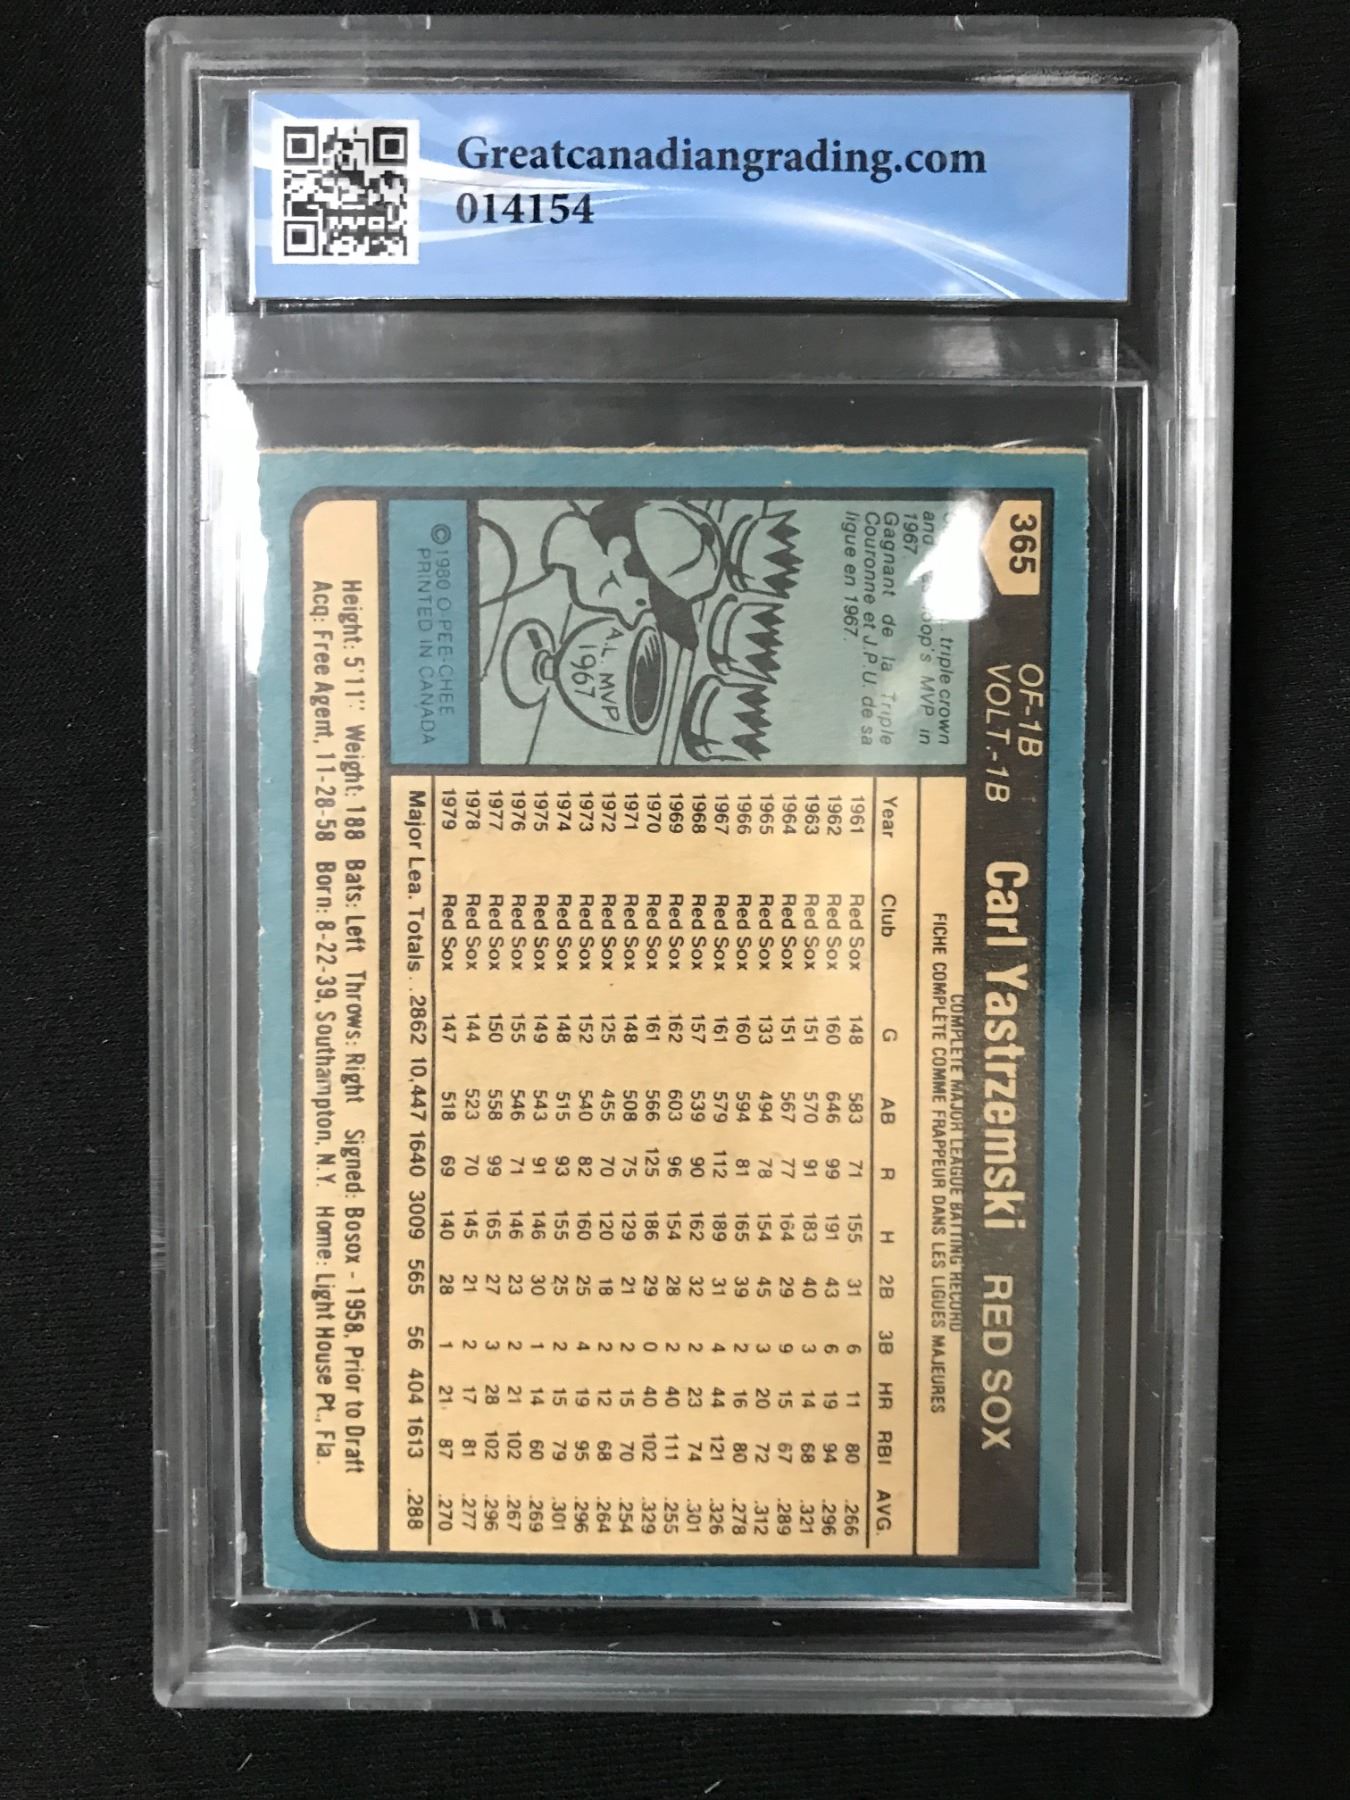 Greatcanadiangrading.com
014154
365
OF-1B
VOLT.-1B
Carl Yastrzemski RED SOX
triple crown
and MVP in
1967.
Gagnant de la Triple
Couronne et J.P.U. de sa
ligue en 1967.
A.L. MVP
1967
©1980 O-PEE-CHEE
PRINTED IN CANADA
COMPLETE MAJOR LEAGUE BATTING RECORD
FICHE COMPLETE COMME FRAPPEUR DANS LES LIGUES MAJEURES
Year Club G AB R H 2B 3B HR RBI AVG.
1961 Red Sox 148 583 71 155 31 6 11 80 .266
1962 Red Sox 160 646 99 191 43 6 19 94 .296
1963 Red Sox 151 570 91 183 40 3 14 68 .321
1964 Red Sox 151 567 77 164 29 9 15 67 .289
1965 Red Sox 133 494 78 154 45 3 20 72 .312
1966 Red Sox 160 594 81 165 39 2 16 80 .278
1967 Red Sox 161 579 112 189 31 4 44 121 .326
1968 Red Sox 157 539 90 162 32 2 23 74 .301
1969 Red Sox 162 603 96 154 28 2 40 111 .255
1970 Red Sox 161 566 125 186 29 0 40 102 .329
1971 Red Sox 148 508 75 129 21 2 15 70 .254
1972 Red Sox 125 455 70 120 18 2 12 68 .264
1973 Red Sox 152 540 82 160 25 4 19 95 .296
1974 Red Sox 148 515 93 155 25 2 15 79 .301
1975 Red Sox 149 543 91 146 30 1 14 60 .269
1976 Red Sox 155 546 71 146 23 2 21 102 .267
1977 Red Sox 150 558 99 165 27 3 28 102 .296
1978 Red Sox 144 523 70 145 21 2 17 81 .277
1979 Red Sox 147 518 69 140 28 1 21 87 .270
Major Lea. Totals.. 2862 10,447 1640 3009 565 56 404 1613 .288
Height: 5'11" Weight: 188 Bats: Left Throws: Right Signed: Bosox - 1958, Prior to Draft
Acq: Free Agent, 11-28-58 Born: 8-22-39, Southampton, N.Y. Home: Light House Pt., Fla.